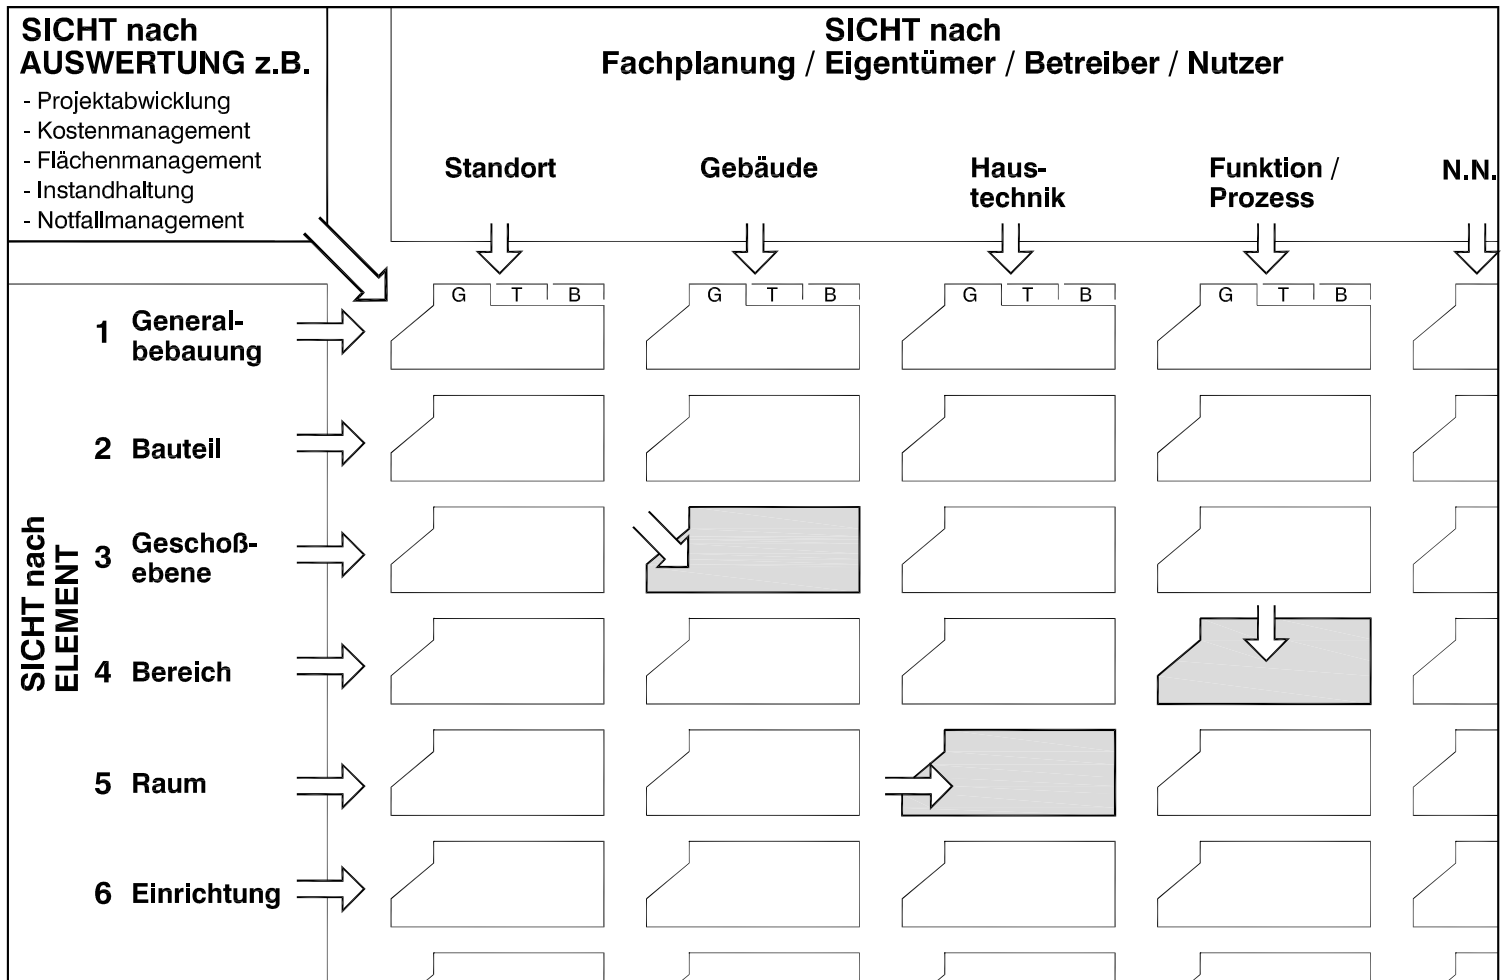 SICHT nach
AUSWERTUNG z.B.
- Projektabwicklung
- Kostenmanagement
- Flächenmanagement
- Instandhaltung
- Notfallmanagement
SICHT nach
Fachplanung / Eigentümer / Betreiber / Nutzer
Standort
Gebäude
Haus-
technik
Funktion /
Prozess
N.N.
G T B
G T B
G T B
G T B
SICHT nach
ELEMENT
1 General-
bebauung
2 Bauteil
3 Geschoß-
ebene
4 Bereich
5 Raum
6 Einrichtung